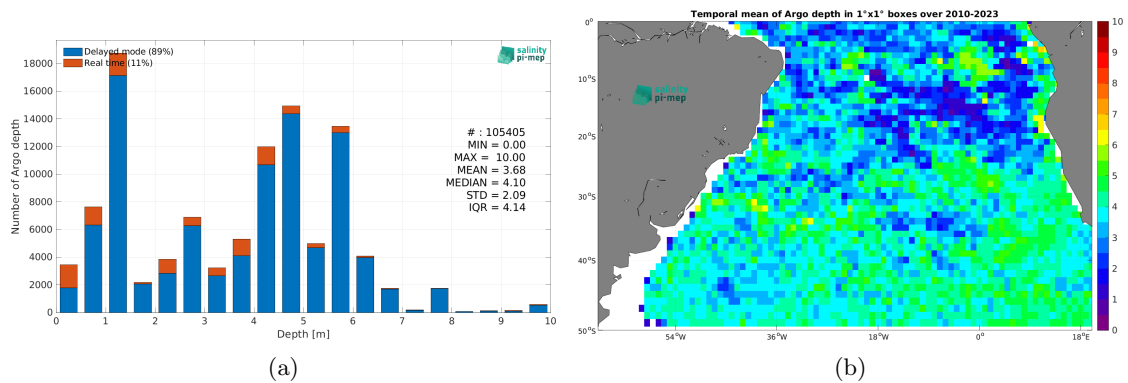 Delayed mode (89%)
Real time (11%)
salinity
pi-mep
Number of Argo depth
18000
16000
14000
12000
10000
8000
6000
4000
2000
0
# : 105405
MIN = 0.00
MAX = 10.00
MEAN = 3.68
MEDIAN = 4.10
STD = 2.09
IQR = 4.14
0 1 2 3 4 5 6 7 8 9 10
Depth [m]
(a)
Temporal mean of Argo depth in 1°x1° boxes over 2010-2023
0°
10°S
20°S
30°S
40°S
50°S
salinity
pi-mep
54°W 36°W 18°W 0° 18°E
10
9
8
7
6
5
4
3
2
1
0
(b)